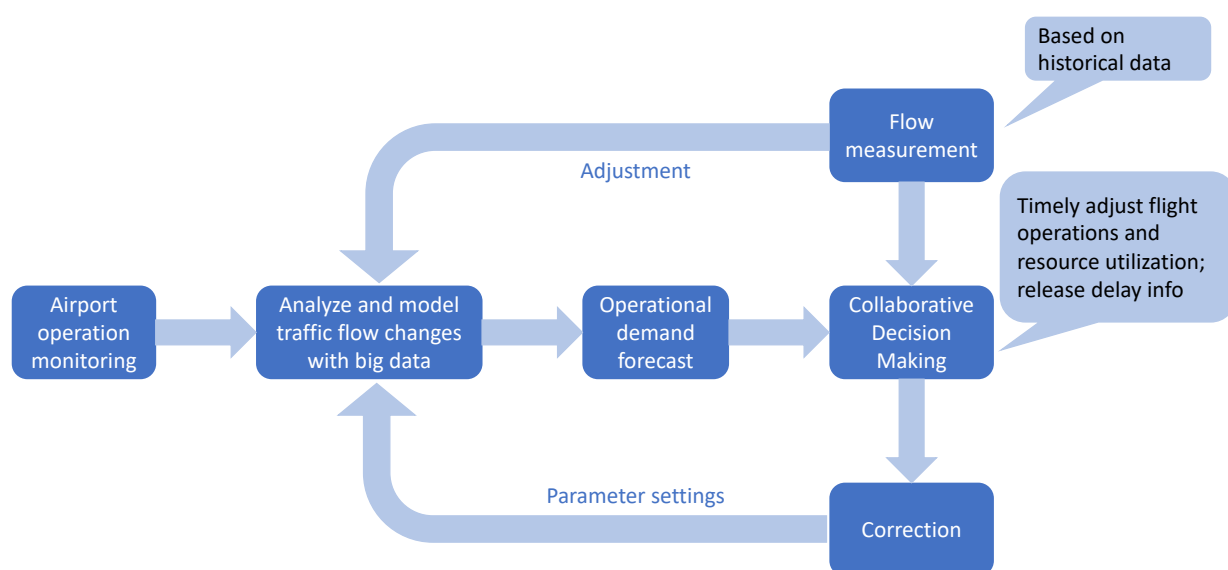 Based on
historical data
Flow
measurement
Adjustment
Timely adjust flight
operations and
resource utilization;
release delay info
Airport
operation
monitoring
Analyze and model
traffic flow changes
with big data
Operational
demand
forecast
Collaborative
Decision
Making
Parameter settings
Correction